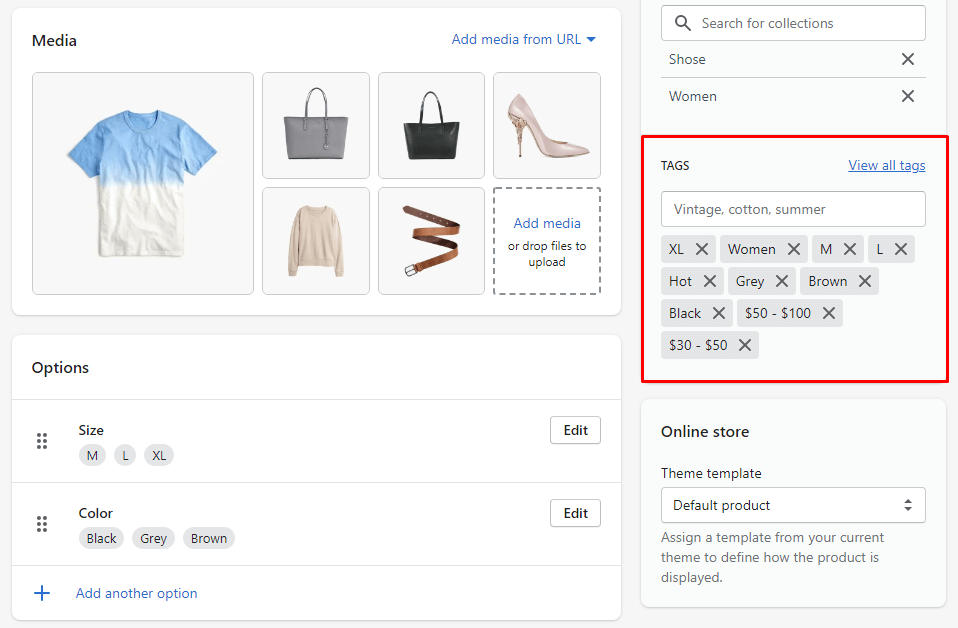 Media
Add media from URL
Add media
or drop files to
upload
Options
Size
M L XL
Edit
Color
Black Grey Brown
Edit
Add another option
Search for collections
Shose
Women
TAGS
View all tags
Vintage, cotton, summer
XL Women M L
Hot Grey Brown
Black $50 - $100
$30 - $50
Online store
Theme template
Default product
Assign a template from your current
theme to define how the product is
displayed.